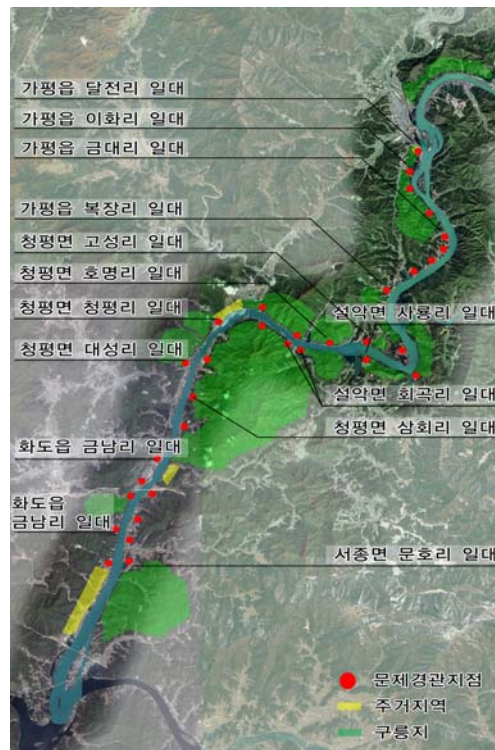 가평읍 달전리 일대
가평읍 이화리 일대
가평읍 금대리 일대
가평읍 복장리 일대
청평면 고성리 일대
청평면 호명리 일대
청평면 청평리 일대
설악면 사룡리 일대
청평면 대성리 일대
설악면 회곡리 일대
청평면 삼회리 일대
화도읍 금남리 일대
화도읍
금남리 일대
서종면 문호리 일대
문제경관지점
주거지역
구릉지